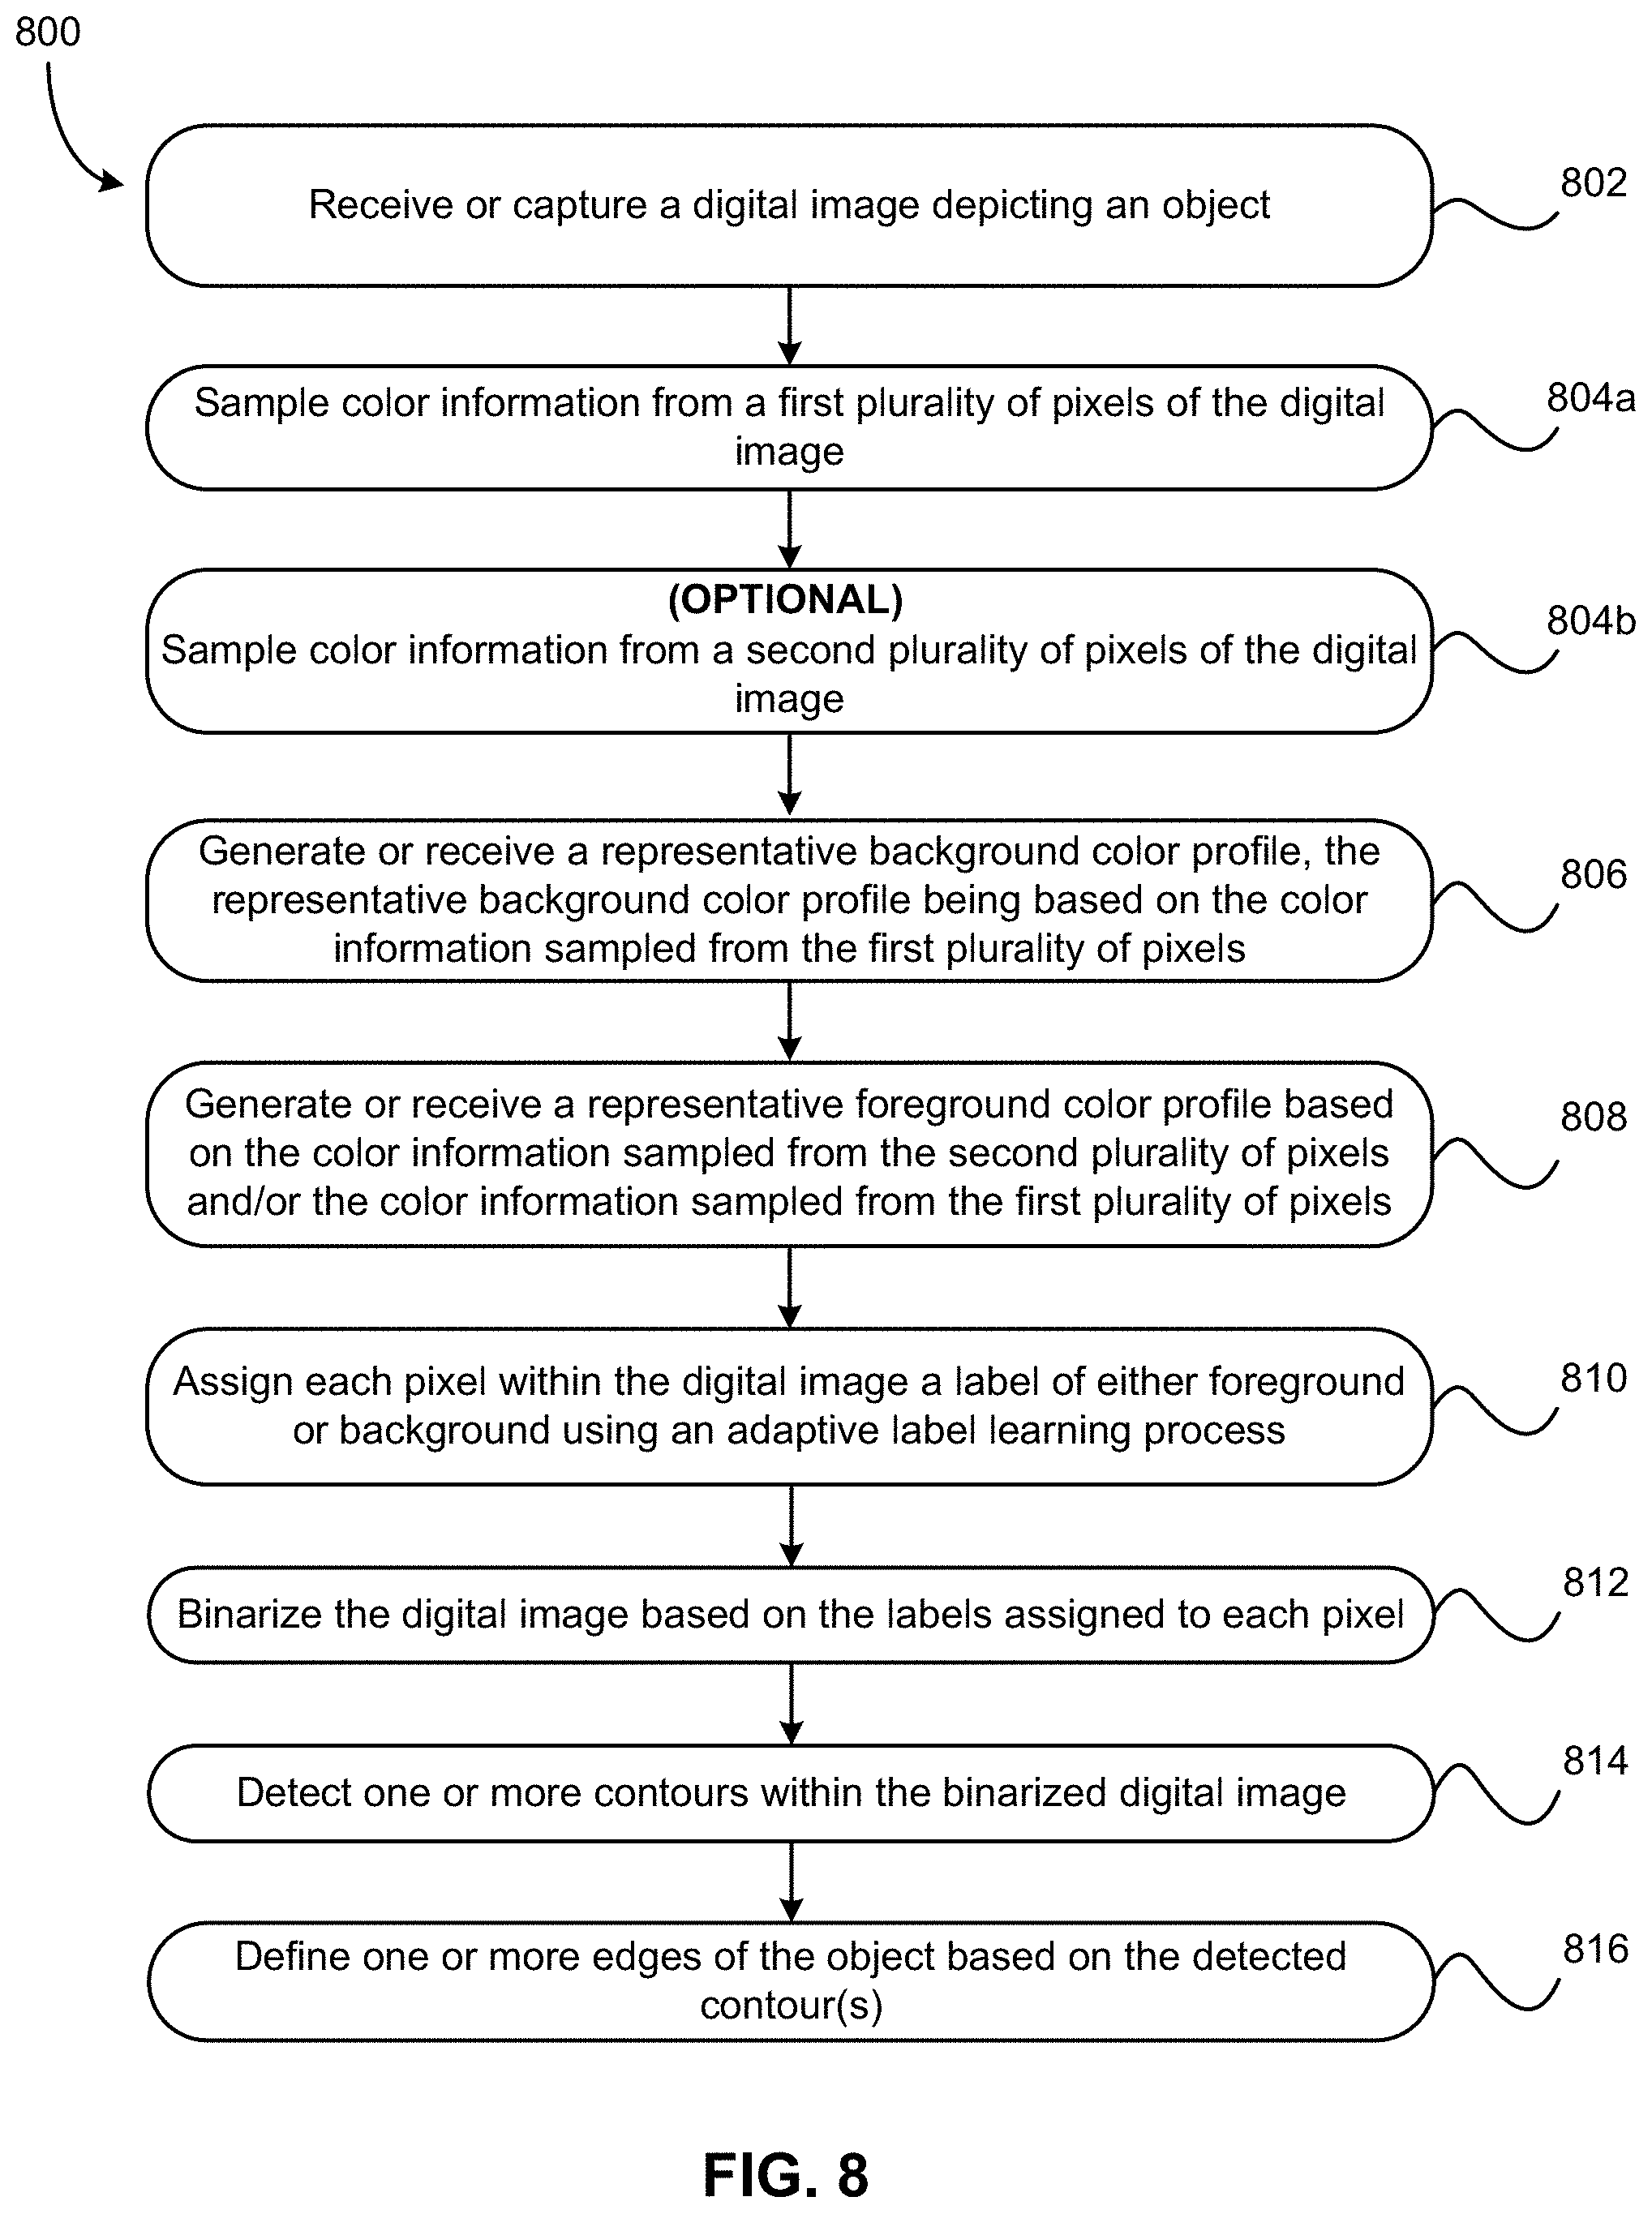 800
Receive or capture a digital image depicting an object
802
Sample color information from a first plurality of pixels of the digital
image
804a
(OPTIONAL)
Sample color information from a second plurality of pixels of the digital
image
804b
Generate or receive a representative background color profile, the
representative background color profile being based on the color
information sampled from the first plurality of pixels
806
Generate or receive a representative foreground color profile based
on the color information sampled from the second plurality of pixels
and/or the color information sampled from the first plurality of pixels
808
Assign each pixel within the digital image a label of either foreground
or background using an adaptive label learning process
810
Binarize the digital image based on the labels assigned to each pixel
812
Detect one or more contours within the binarized digital image
814
Define one or more edges of the object based on the detected
contour(s)
816
FIG. 8